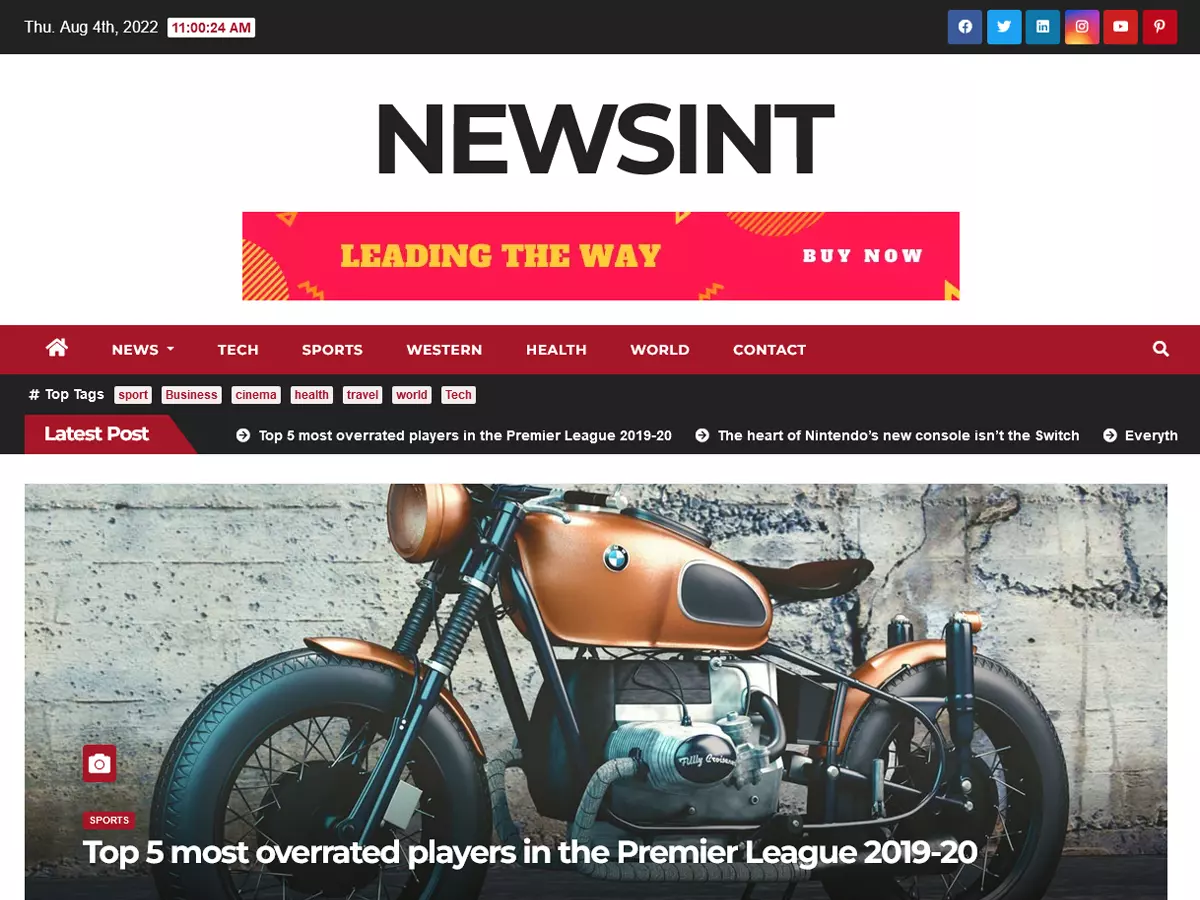 Thu. Aug 4th, 2022 11:00:24 AM
NEWSINT
LEADING THE WAY BUY NOW
NEWS TECH SPORTS WESTERN HEALTH WORLD CONTACT
# Top Tags sport Business cinema health travel world Tech
Latest Post Top 5 most overrated players in the Premier League 2019-20 The heart of Nintendo’s new console isn’t the Switch Everyth
BMW
SPORTS
Top 5 most overrated players in the Premier League 2019-20